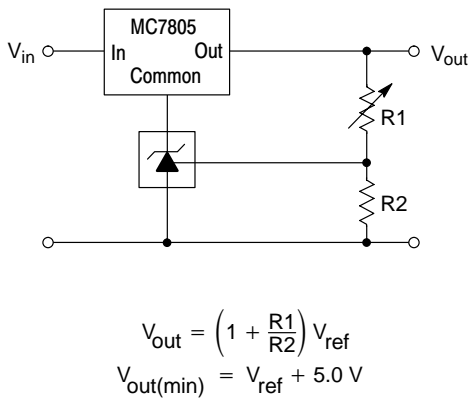 MC7805
V_in In Out V_out
Common
R1
R2
V_out = (1 + R1/R2) V_ref
V_out(min) = V_ref + 5.0 V